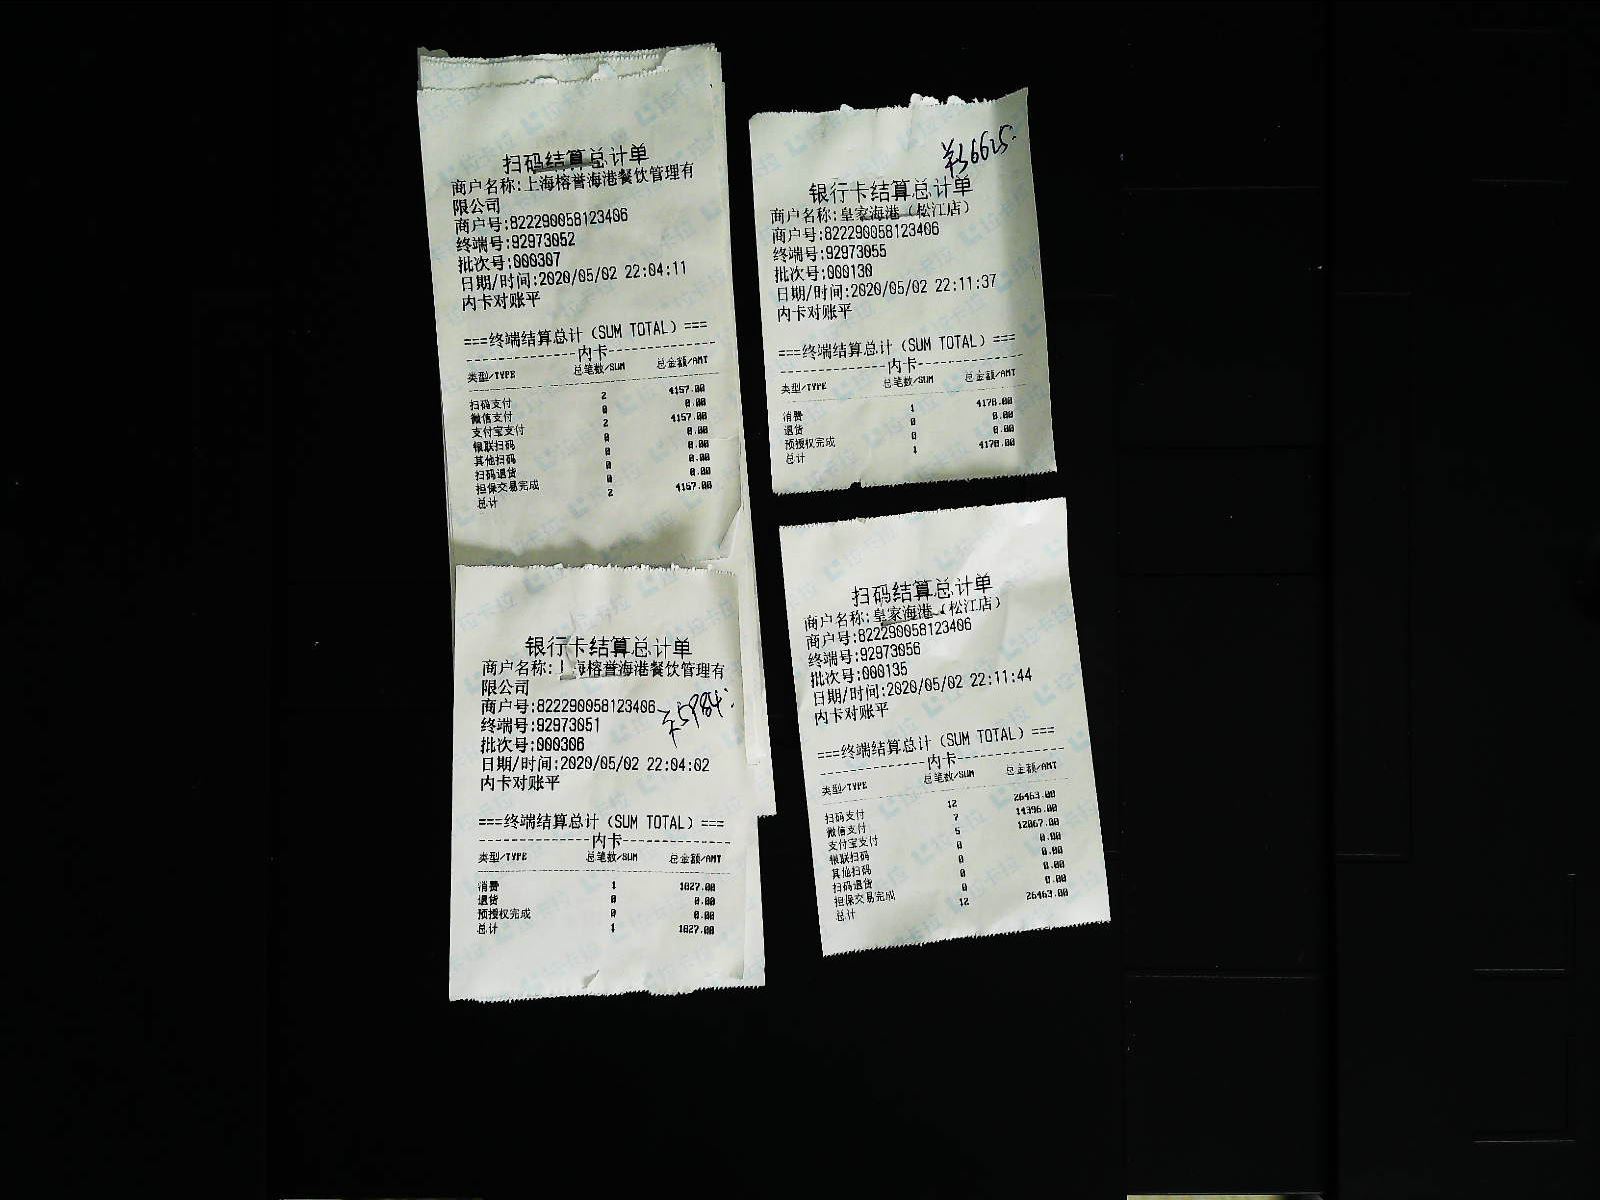 扫码结算总计单
商户名称:上海榕誉海港餐饮管理有
限公司
商户号:822290058123406
终端号:92973052
批次号:000307
日期/时间:2020/05/02 22:04:11
内卡对账平
===终端结算总计(SUM TOTAL)===
内卡
类型/TYPE 总笔数/SUM 总金额/AMT
扫码支付 2 4157.00
微信支付 0 0.00
支付宝支付 2 4157.00
银联扫码 0 0.00
其他扫码 0 0.00
扫码退货 0 0.00
担保交易完成 0 0.00
总计 2 4157.00
银行卡结算总计单
商户名称:上海榕誉海港餐饮管理有
限公司
商户号:822290058123406
¥5984.
终端号:92973051
批次号:000306
日期/时间:2020/05/02 22:04:02
内卡对账平
===终端结算总计(SUM TOTAL)===
内卡
类型/TYPE 总笔数/SUM 总金额/AMT
消费 1 1827.00
退货 0 0.00
预授权完成 0 0.00
总计 1 1827.00
银行卡结算总计单
商户名称:皇家海港(松江店)
商户号:822290058123406
终端号:92973055
批次号:000130
日期/时间:2020/05/02 22:11:37
内卡对账平
===终端结算总计(SUM TOTAL)===
内卡
类型/TYPE 总笔数/SUM 总金额/AMT
消费 1 4178.00
退货 0 0.00
预授权完成 0 0.00
总计 1 4178.00
扫码结算总计单
商户名称:皇家海港(松江店)
商户号:822290058123406
终端号:92973056
批次号:000135
日期/时间:2020/05/02 22:11:44
内卡对账平
===终端结算总计(SUM TOTAL)===
内卡
类型/TYPE 总笔数/SUM 总金额/AMT
扫码支付 12 26463.00
微信支付 7 14396.00
支付宝支付 5 12067.00
银联扫码 0 0.00
其他扫码 0 0.00
扫码退货 0 0.00
担保交易完成 0 0.00
总计 12 26463.00